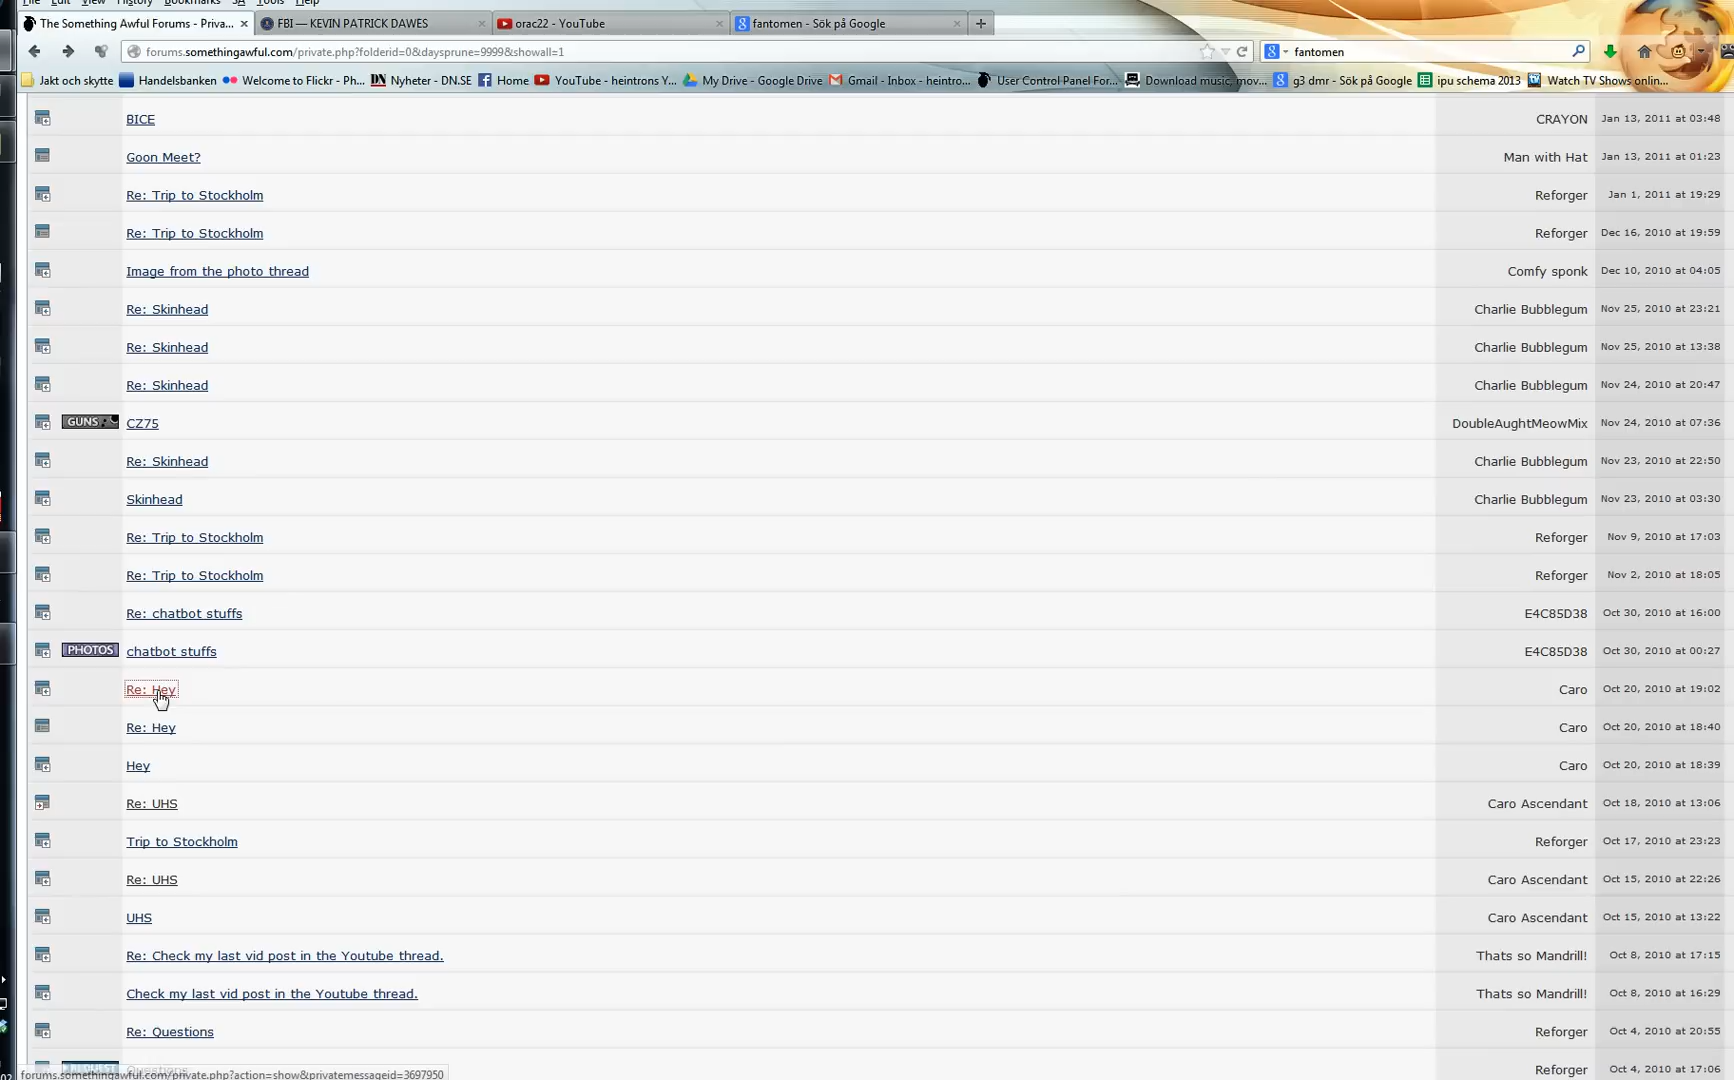 File Edit View History Bookmarks SA Tools Help
The Something Awful Forums - Priva... FBI — KEVIN PATRICK DAWES orac22 - YouTube fantomen - Sök på Google
forums.somethingawful.com/private.php?folderid=0&daysprune=9999&showall=1 fantomen
Jakt och skytte Handelsbanken Welcome to Flickr - Ph... Nyheter - DN.SE Home YouTube - heintrons Y... My Drive - Google Drive Gmail - Inbox - heintro... User Control Panel For... Download music, mov... g3 dmr - Sök på Google ipu schema 2013 Watch TV Shows onlin...
BICE CRAYON Jan 13, 2011 at 03:48
Goon Meet? Man with Hat Jan 13, 2011 at 01:23
Re: Trip to Stockholm Reforger Jan 1, 2011 at 19:29
Re: Trip to Stockholm Reforger Dec 16, 2010 at 19:59
Image from the photo thread Comfy sponk Dec 10, 2010 at 04:05
Re: Skinhead Charlie Bubblegum Nov 25, 2010 at 23:21
Re: Skinhead Charlie Bubblegum Nov 25, 2010 at 13:38
Re: Skinhead Charlie Bubblegum Nov 24, 2010 at 20:47
GUNS CZ75 DoubleAughtMeowMix Nov 24, 2010 at 07:36
Re: Skinhead Charlie Bubblegum Nov 23, 2010 at 22:50
Skinhead Charlie Bubblegum Nov 23, 2010 at 03:30
Re: Trip to Stockholm Reforger Nov 9, 2010 at 17:03
Re: Trip to Stockholm Reforger Nov 2, 2010 at 18:05
Re: chatbot stuffs E4C85D38 Oct 30, 2010 at 16:00
PHOTOS chatbot stuffs E4C85D38 Oct 30, 2010 at 00:27
Re: Hey Caro Oct 20, 2010 at 19:02
Re: Hey Caro Oct 20, 2010 at 18:40
Hey Caro Oct 20, 2010 at 18:39
Re: UHS Caro Ascendant Oct 18, 2010 at 13:06
Trip to Stockholm Reforger Oct 17, 2010 at 23:23
Re: UHS Caro Ascendant Oct 15, 2010 at 22:26
UHS Caro Ascendant Oct 15, 2010 at 13:22
Re: Check my last vid post in the Youtube thread. Thats so Mandrill! Oct 8, 2010 at 17:15
Check my last vid post in the Youtube thread. Thats so Mandrill! Oct 8, 2010 at 16:29
Re: Questions Reforger Oct 4, 2010 at 20:55
Questions Reforger Oct 4, 2010 at 17:06
forums.somethingawful.com/private.php?action=show&privatemessageid=3697950